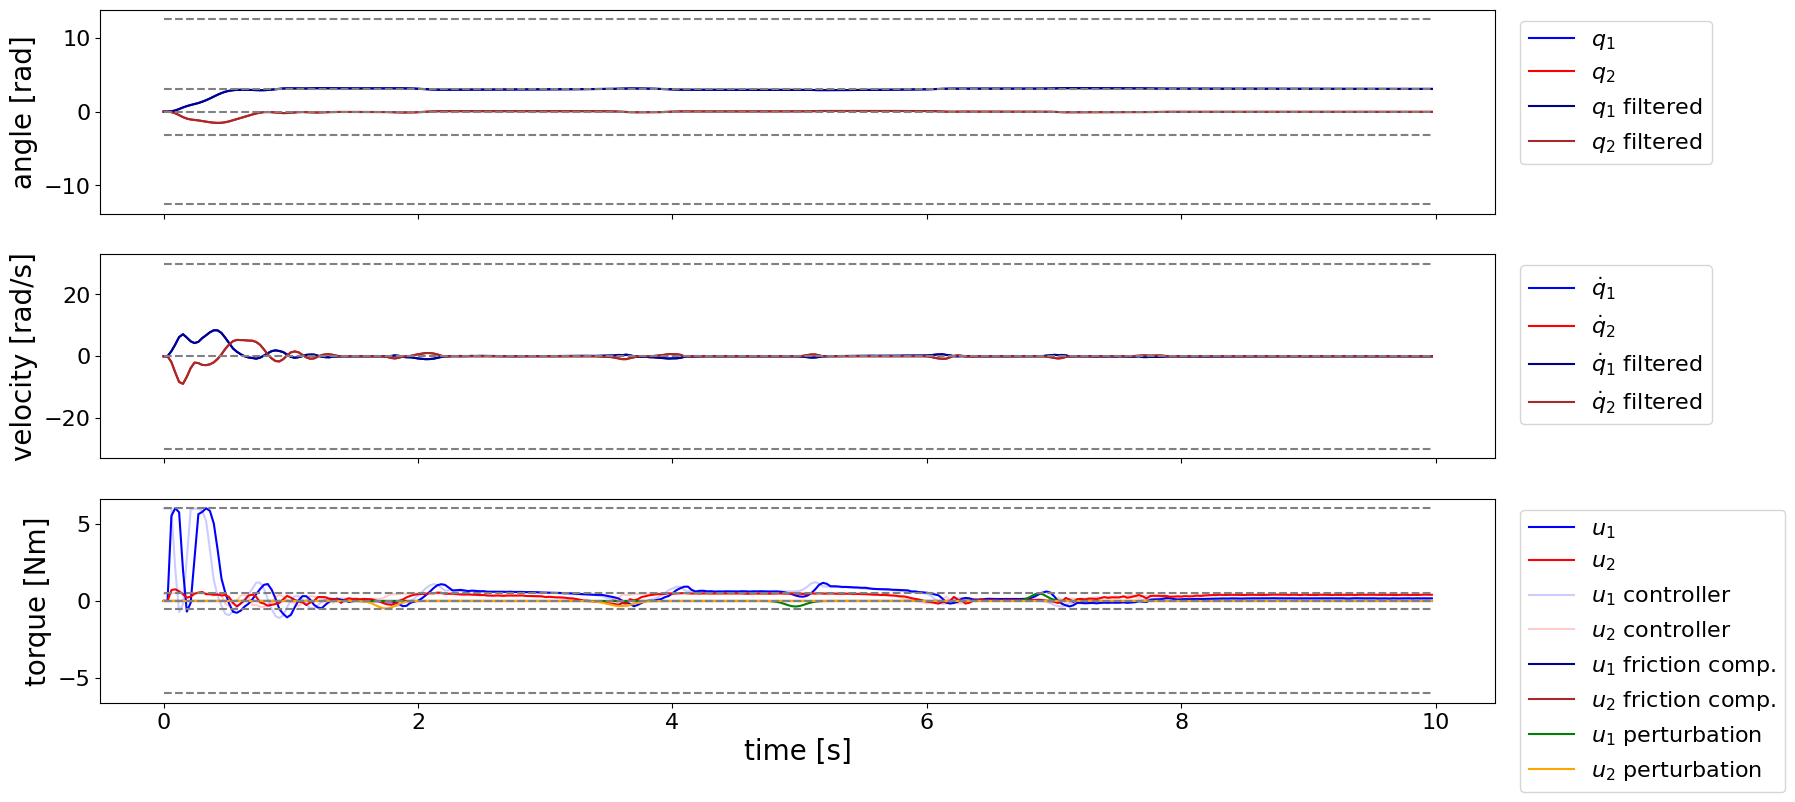 angle [rad]
10
0
−10
q₁
q₂
q₁ filtered
q₂ filtered
velocity [rad/s]
20
0
−20
q̇₁
q̇₂
q̇₁ filtered
q̇₂ filtered
torque [Nm]
5
0
−5
0 2 4 6 8 10
time [s]
u₁
u₂
u₁ controller
u₂ controller
u₁ friction comp.
u₂ friction comp.
u₁ perturbation
u₂ perturbation